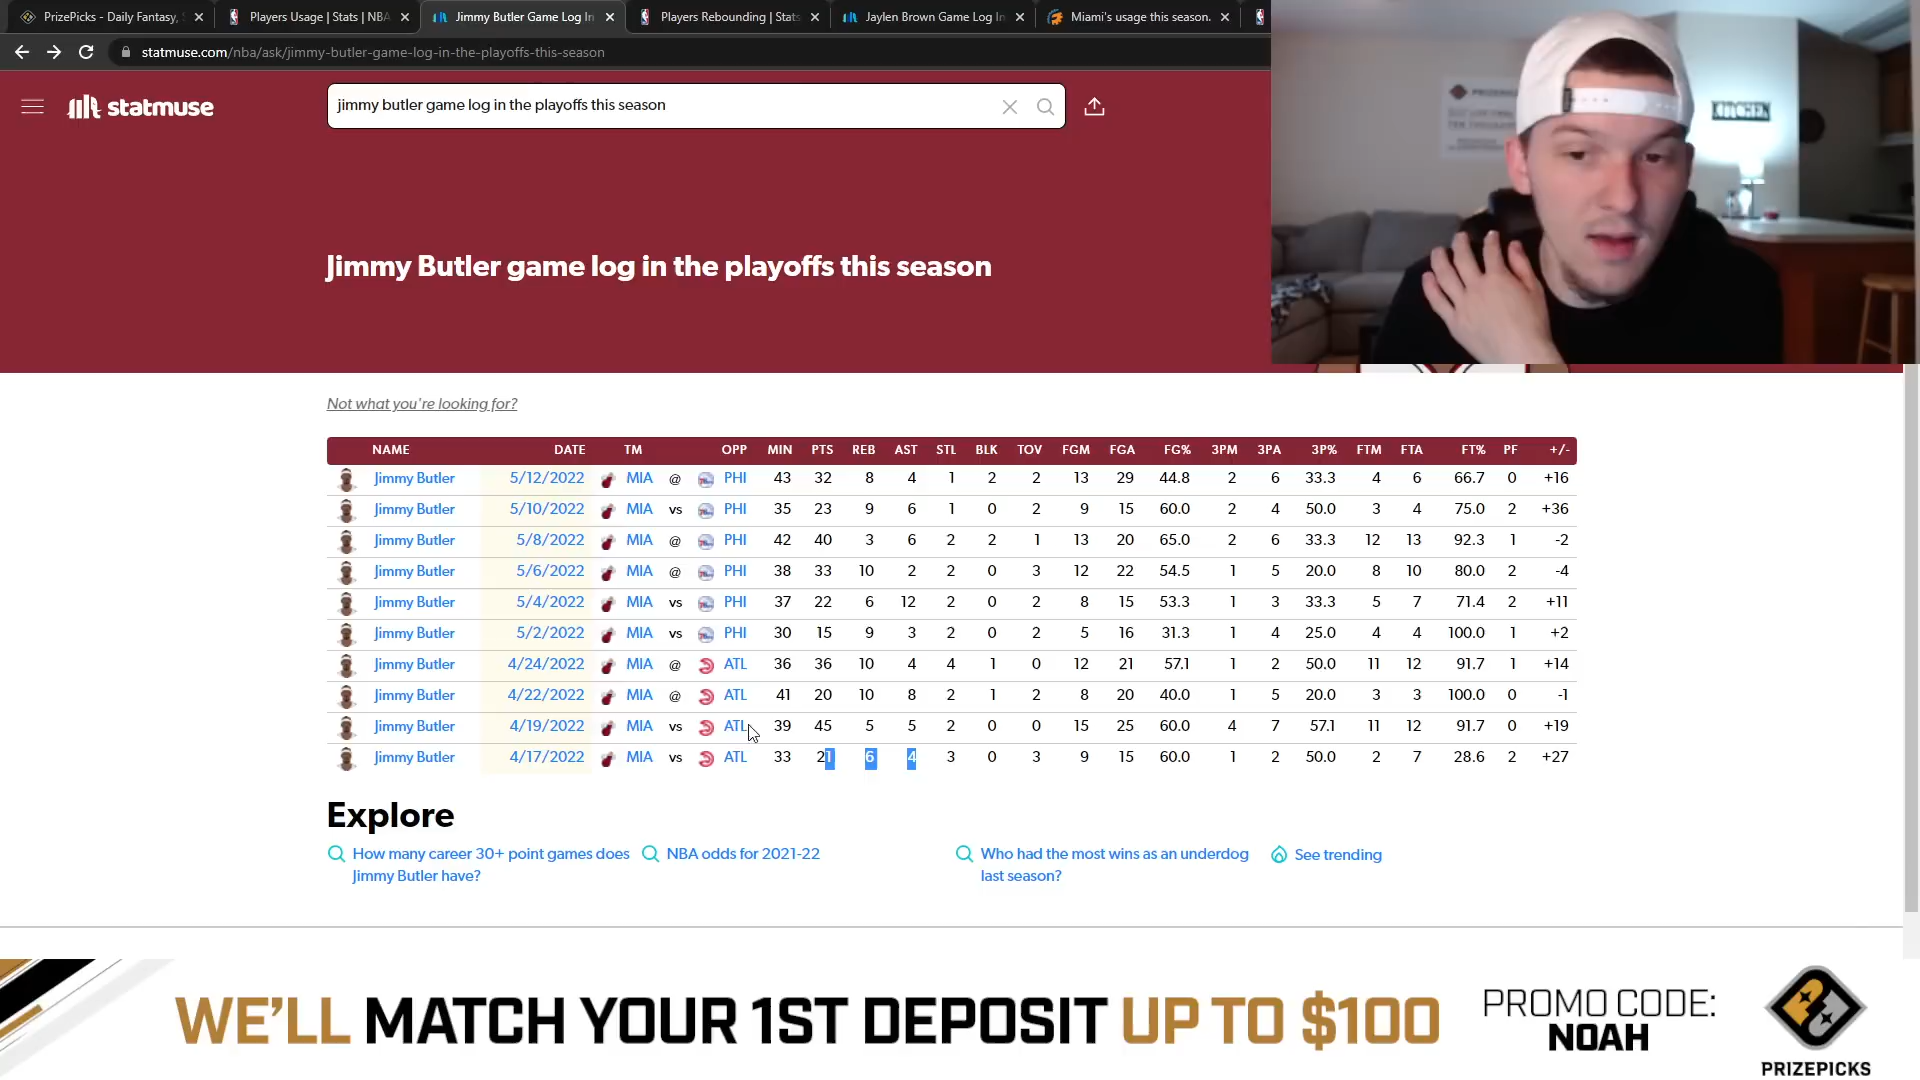 PrizePicks - Daily Fantasy,
Players Usage | Stats | NBA
Jimmy Butler Game Log In
Players Rebounding | Stats
Jaylen Brown Game Log In
Miami's usage this season.
statmuse.com/nba/ask/jimmy-butler-game-log-in-the-playoffs-this-season
statmuse
jimmy butler game log in the playoffs this season
KITCHEN
Jimmy Butler game log in the playoffs this season
Not what you're looking for?
NAME DATE TM OPP MIN PTS REB AST STL BLK TOV FGM FGA FG% 3PM 3PA 3P% FTM FTA FT% PF +/-
Jimmy Butler 5/12/2022 MIA @ PHI 43 32 8 4 1 2 2 13 29 44.8 2 6 33.3 4 6 66.7 0 +16
Jimmy Butler 5/10/2022 MIA vs PHI 35 23 9 6 1 0 2 9 15 60.0 2 4 50.0 3 4 75.0 2 +36
Jimmy Butler 5/8/2022 MIA @ PHI 42 40 3 6 2 2 1 13 20 65.0 2 6 33.3 12 13 92.3 1 -2
Jimmy Butler 5/6/2022 MIA @ PHI 38 33 10 2 2 0 3 12 22 54.5 1 5 20.0 8 10 80.0 2 -4
Jimmy Butler 5/4/2022 MIA vs PHI 37 22 6 12 2 0 2 8 15 53.3 1 3 33.3 5 7 71.4 2 +11
Jimmy Butler 5/2/2022 MIA vs PHI 30 15 9 3 2 0 2 5 16 31.3 1 4 25.0 4 4 100.0 1 +2
Jimmy Butler 4/24/2022 MIA @ ATL 36 36 10 4 4 1 0 12 21 57.1 1 2 50.0 11 12 91.7 1 +14
Jimmy Butler 4/22/2022 MIA @ ATL 41 20 10 8 2 1 2 8 20 40.0 1 5 20.0 3 3 100.0 0 -1
Jimmy Butler 4/19/2022 MIA vs ATL 39 45 5 5 2 0 0 15 25 60.0 4 7 57.1 11 12 91.7 0 +19
Jimmy Butler 4/17/2022 MIA vs ATL 33 21 6 4 3 0 3 9 15 60.0 1 2 50.0 2 7 28.6 2 +27
Explore
How many career 30+ point games does
Jimmy Butler have?
NBA odds for 2021-22
Who had the most wins as an underdog
last season?
See trending
WE'LL MATCH YOUR 1ST DEPOSIT UP TO $100
PROMO CODE:
NOAH
PRIZEPICKS